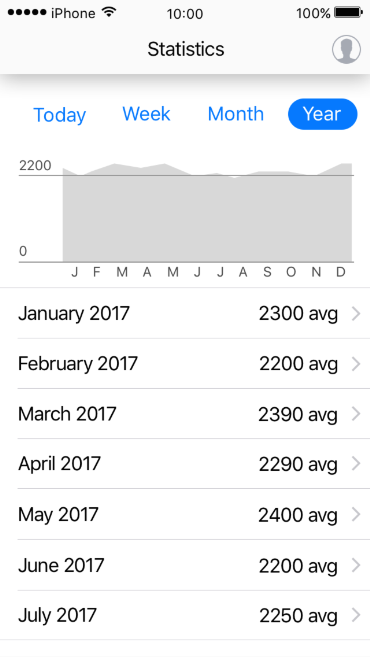 iPhone 10:00 100%
Statistics
Today Week Month Year
2200
0
J F M A M J J A S O N D
January 2017 2300 avg
February 2017 2200 avg
March 2017 2390 avg
April 2017 2290 avg
May 2017 2400 avg
June 2017 2200 avg
July 2017 2250 avg